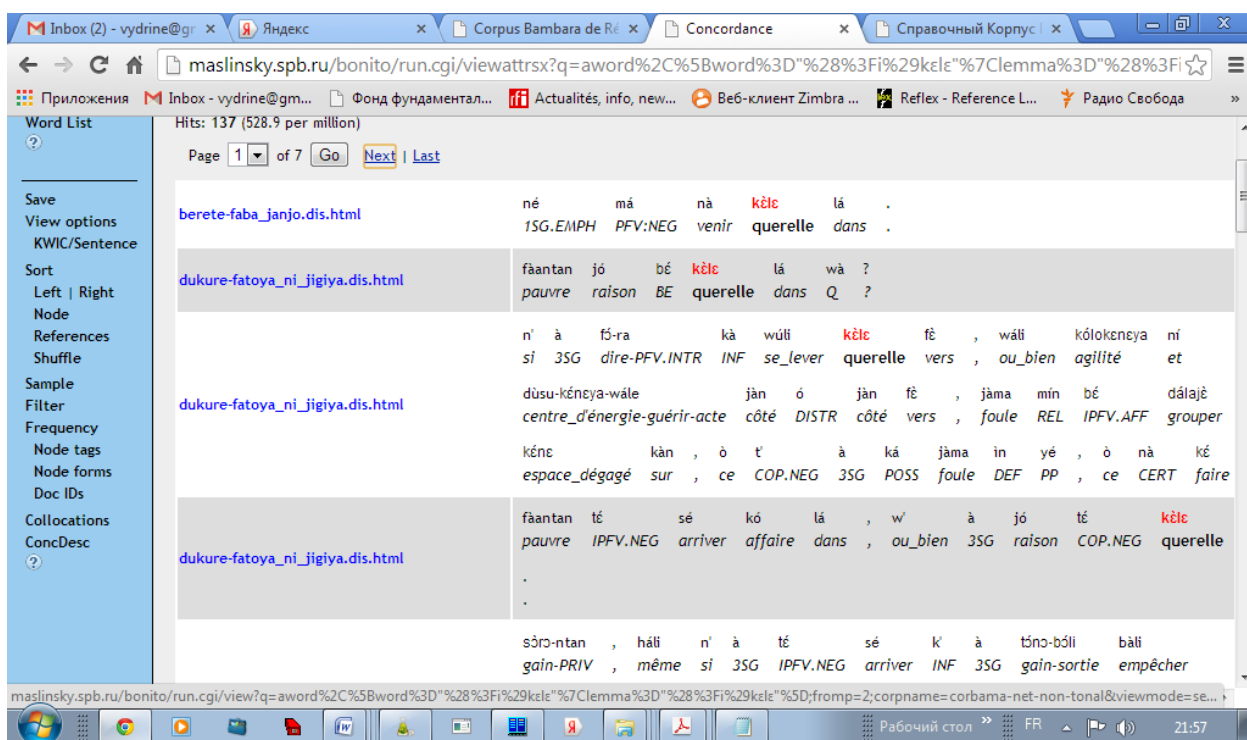 Inbox (2) - vydrine@gr × Яндекс × Corpus Bambara de Ré × Concordance × Справочный Корпус ×
maslinsky.spb.ru/bonito/run.cgi/viewattrsx?q=aword%2C%5Bword%3D"%28%3Fi%29kɛlɛ"%7Clemma%3D"%28%3Fi
Приложения Inbox - vydrine@gm... Фонд фундаментал... Actualités, info, new... Веб-клиент Zimbra ... Reflex - Reference L... Радио Свобода »
Word List
?
Save
View options
KWIC/Sentence
Sort
Left | Right
Node
References
Shuffle
Sample
Filter
Frequency
Node tags
Node forms
Doc IDs
Collocations
ConcDesc
?
Hits: 137 (528.9 per million)
Page 1 of 7 Go Next | Last
berete-faba_janjo.dis.html
né má nà kɛ̀lɛ lá .
1SG.EMPH PFV:NEG venir querelle dans .
dukure-fatoya_ni_jigiya.dis.html
fàantan jó bɛ́ kɛ̀lɛ lá wà ?
pauvre raison BE querelle dans Q ?
dukure-fatoya_ni_jigiya.dis.html
n' à fɔ́-ra kà wúli kɛ̀lɛ fɛ̀ , wáli kólokɛnɛya ní
si 3SG dire-PFV.INTR INF se_lever querelle vers , ou_bien agilité et
dùsu-kɛ́nɛya-wále jàn ó jàn fɛ̀ , jàma mín bɛ́ dálajɛ̀
centre_d'énergie-guérir-acte côté DISTR côté vers , foule REL IPFV.AFF grouper
kɛ́nɛ kàn , ò t' à ká jàma ìn yé , ò nà kɛ́
espace_dégagé sur , ce COP.NEG 3SG POSS foule DEF PP , ce CERT faire
dukure-fatoya_ni_jigiya.dis.html
fàantan tɛ́ sé kó lá , w' à jó tɛ́ kɛ̀lɛ
pauvre IPFV.NEG arriver affaire dans , ou_bien 3SG raison COP.NEG querelle
.
.
sɔ̀rɔ-ntan , háli n' à tɛ́ sé k' à tɔ́nɔ-bɔ́li bàli
gain-PRIV , même si 3SG IPFV.NEG arriver INF 3SG gain-sortie empêcher
maslinsky.spb.ru/bonito/run.cgi/view?q=aword%2C%5Bword%3D"%28%3Fi%29kɛlɛ"%7Clemma%3D"%28%3Fi%29kɛlɛ"%5D;fromp=2;corpname=corbama-net-non-tonal&viewmode=se...
Рабочий стол » FR 21:57